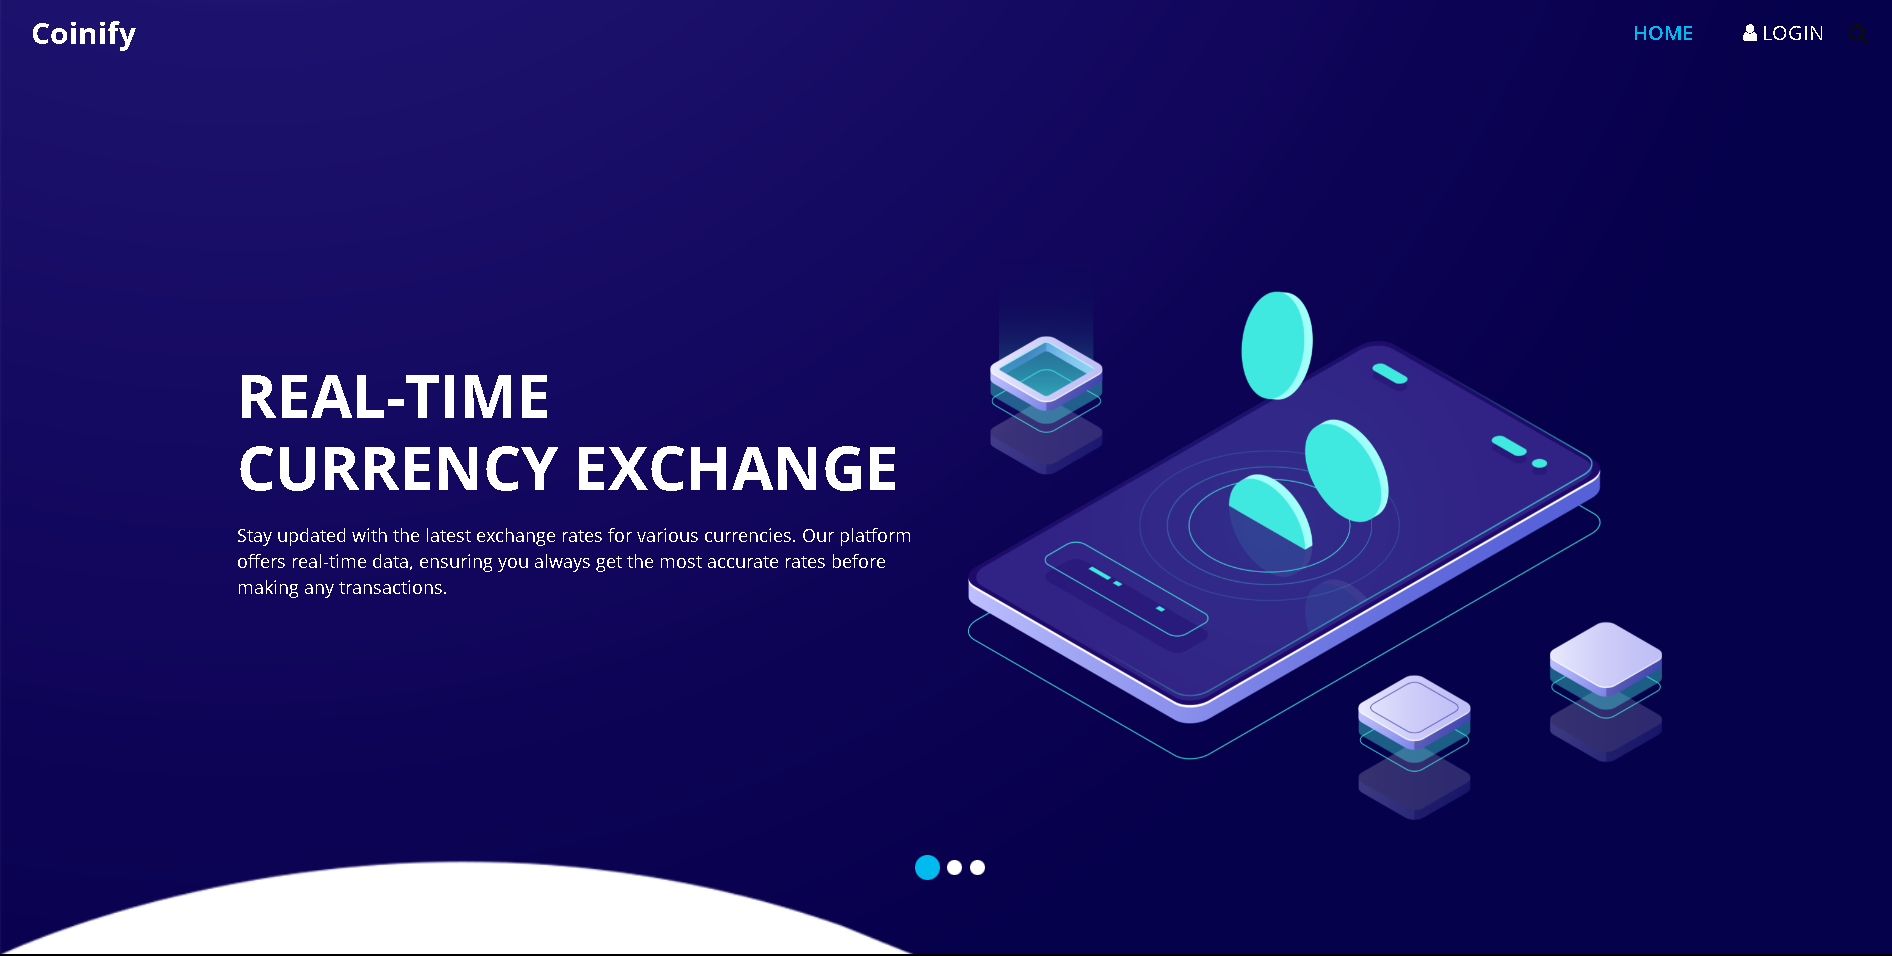 Coinify
HOME
LOGIN
REAL-TIME
CURRENCY EXCHANGE
Stay updated with the latest exchange rates for various currencies. Our platform
offers real-time data, ensuring you always get the most accurate rates before
making any transactions.